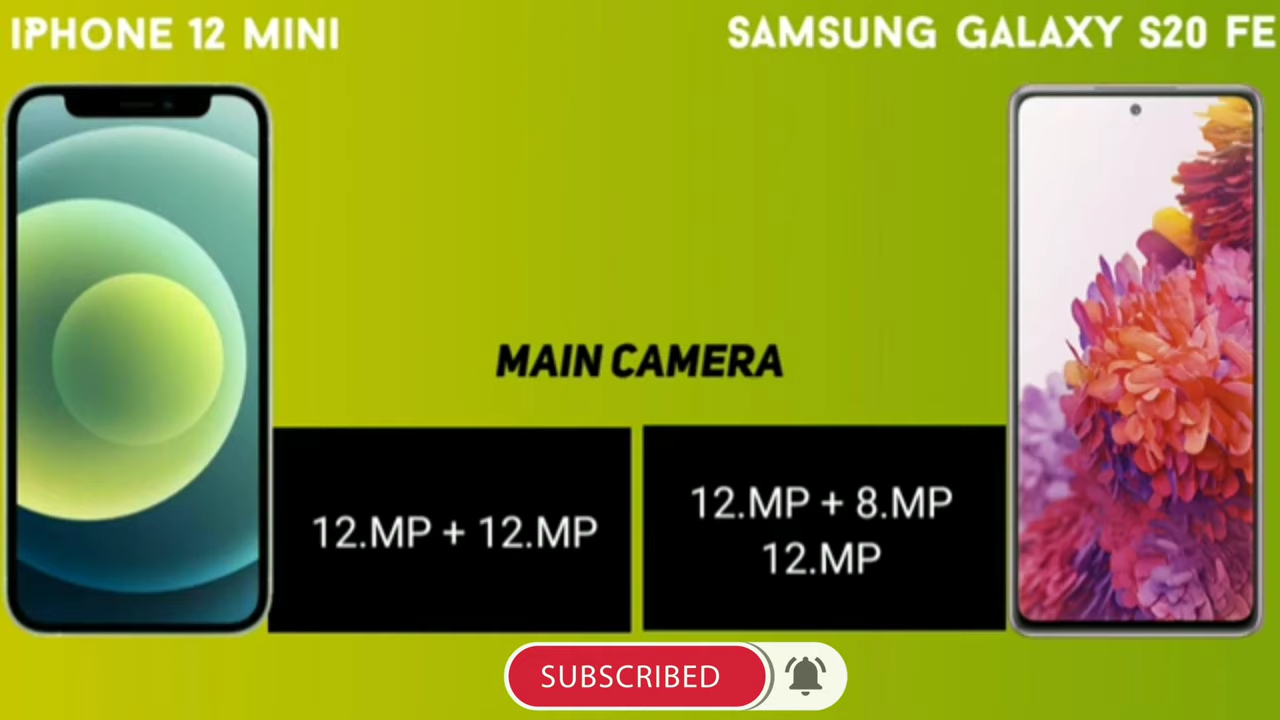 IPHONE 12 MINI
SAMSUNG GALAXY S20 FE
MAIN CAMERA
12.MP + 12.MP
12.MP + 8.MP
12.MP
SUBSCRIBED